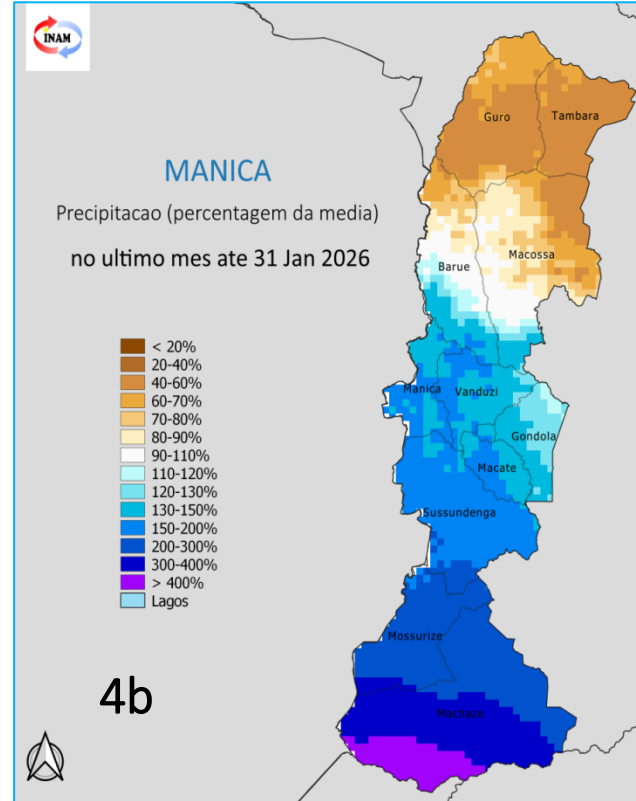 INAM
MANICA
Precipitacao (percentagem da media)
no ultimo mes ate 31 Jan 2026
< 20%
20-40%
40-60%
60-70%
70-80%
80-90%
90-110%
110-120%
120-130%
130-150%
150-200%
200-300%
300-400%
> 400%
Lagos
4b
Guro
Tambara
Macossa
Barue
Manica
Vanduzi
Gondola
Macate
Sussundenga
Mossurize
Machaze